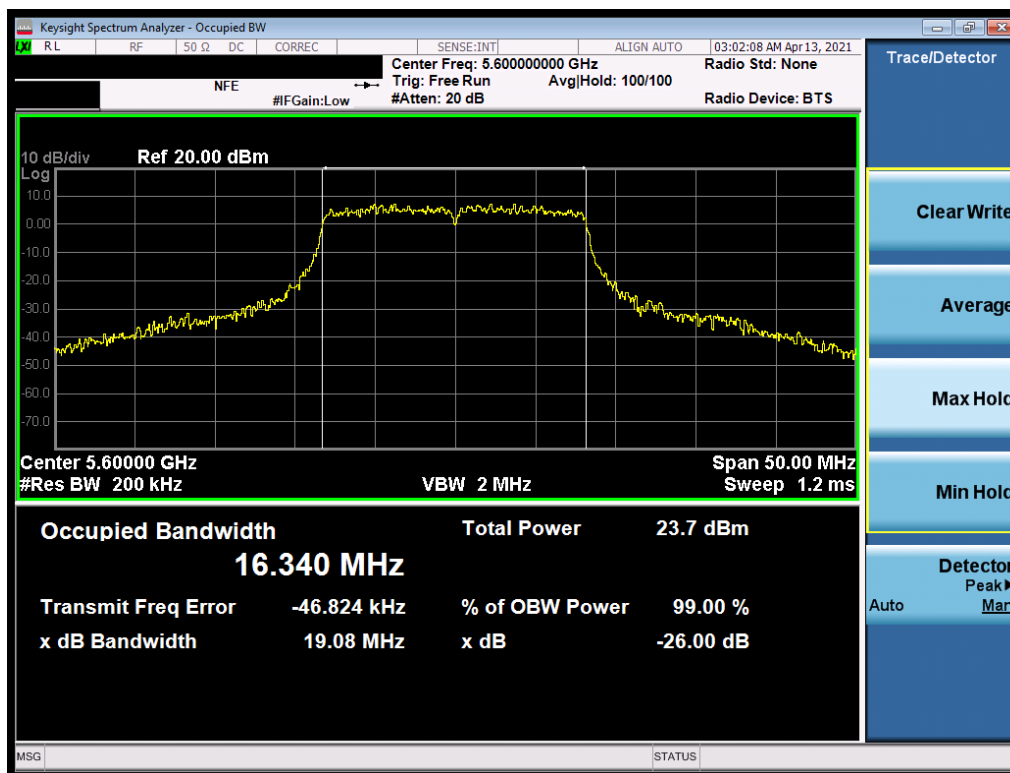 Keysight Spectrum Analyzer - Occupied BW
LXI RL RF 50 Ω DC CORREC SENSE:INT ALIGN AUTO 03:02:08 AM Apr 13, 2021
Center Freq: 5.600000000 GHz Radio Std: None
NFE Trig: Free Run Avg|Hold: 100/100
#IFGain:Low #Atten: 20 dB Radio Device: BTS
Trace/Detector
10 dB/div Ref 20.00 dBm
Log
10.0
0.00
-10.0
-20.0
-30.0
-40.0
-50.0
-60.0
-70.0
Center 5.60000 GHz Span 50.00 MHz
#Res BW 200 kHz VBW 2 MHz Sweep 1.2 ms
Occupied Bandwidth Total Power 23.7 dBm
16.340 MHz
Transmit Freq Error -46.824 kHz % of OBW Power 99.00 %
x dB Bandwidth 19.08 MHz x dB -26.00 dB
Clear Write
Average
Max Hold
Min Hold
Detector
Peak
Auto Man
MSG STATUS